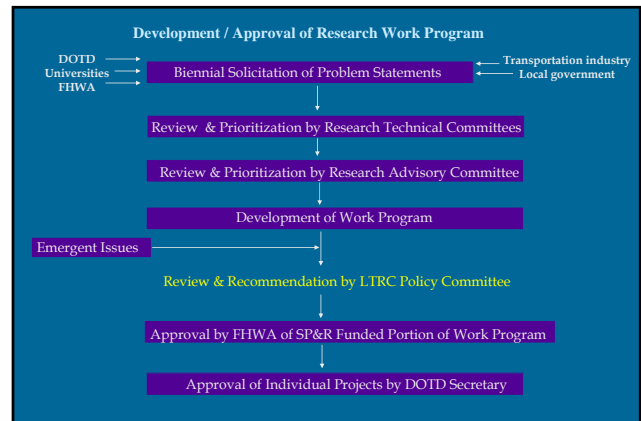 Development / Approval of Research Work Program
DOTD
Universities
FHWA
Transportation industry
Local government
Biennial Solicitation of Problem Statements
Review & Prioritization by Research Technical Committees
Review & Prioritization by Research Advisory Committee
Development of Work Program
Emergent Issues
Review & Recommendation by LTRC Policy Committee
Approval by FHWA of SP&R Funded Portion of Work Program
Approval of Individual Projects by DOTD Secretary